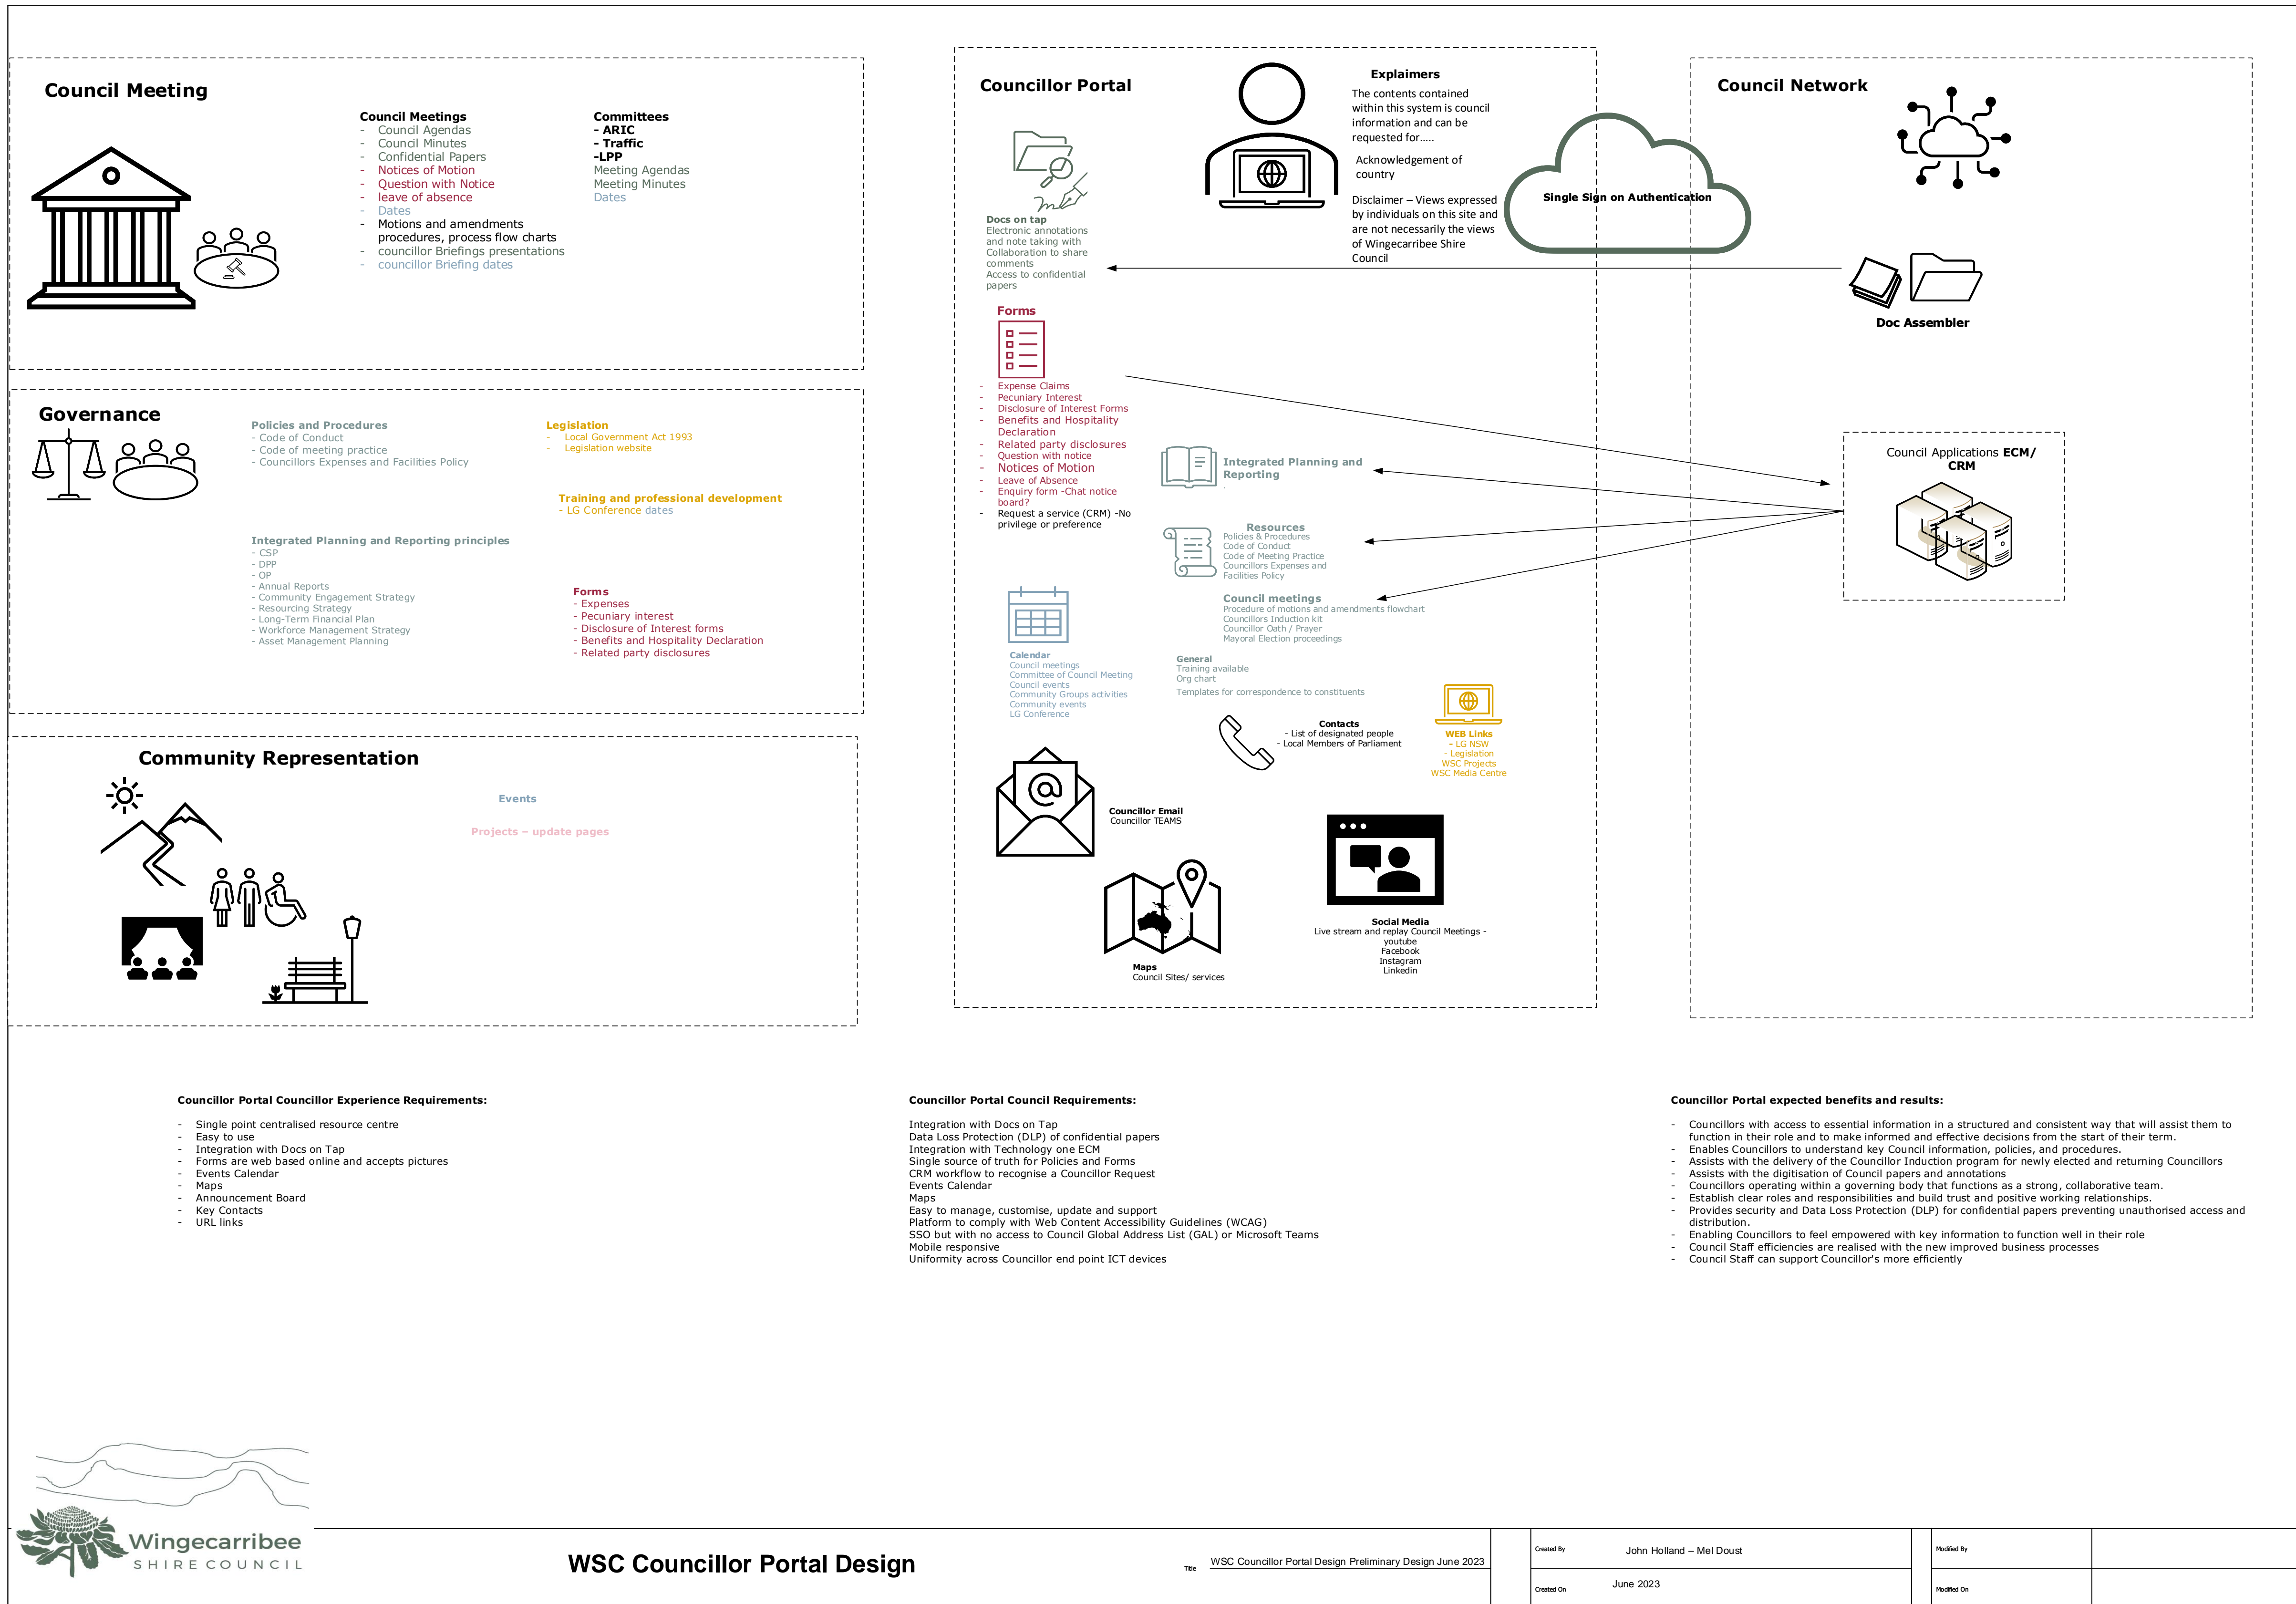 Council Meeting
Council Meetings
- Council Agendas
- Council Minutes
- Confidential Papers
- Notices of Motion
- Question with Notice
- leave of absence
- Dates
- Motions and amendments
procedures, process flow charts
- councillor Briefings presentations
- councillor Briefing dates
Committees
- ARIC
- Traffic
-LPP
Meeting Agendas
Meeting Minutes
Dates
Governance
Policies and Procedures
- Code of Conduct
- Code of meeting practice
- Councillors Expenses and Facilities Policy
Legislation
- Local Government Act 1993
- Legislation website
Training and professional development
- LG Conference dates
Integrated Planning and Reporting principles
- CSP
- DPP
- OP
- Annual Reports
- Community Engagement Strategy
- Resourcing Strategy
- Long-Term Financial Plan
- Workforce Management Strategy
- Asset Management Planning
Forms
- Expenses
- Pecuniary interest
- Disclosure of Interest forms
- Benefits and Hospitality Declaration
- Related party disclosures
Community Representation
Events
Projects – update pages
Councillor Portal
Explaimers
The contents contained
within this system is council
information and can be
requested for.....
Acknowledgement of
country
Disclaimer – Views expressed
by individuals on this site and
are not necessarily the views
of Wingecarribee Shire
Council
Docs on tap
Electronic annotations
and note taking with
Collaboration to share
comments
Access to confidential
papers
Forms
- Expense Claims
- Pecuniary Interest
- Disclosure of Interest Forms
- Benefits and Hospitality
Declaration
- Related party disclosures
- Question with notice
- Notices of Motion
- Leave of Absence
- Enquiry form -Chat notice
board?
- Request a service (CRM) -No
privilege or preference
Integrated Planning and
Reporting
.
Resources
Policies & Procedures
Code of Conduct
Code of Meeting Practice
Councillors Expenses and
Facilities Policy
Council meetings
Procedure of motions and amendments flowchart
Councillors Induction kit
Councillor Oath / Prayer
Mayoral Election proceedings
General
Training available
Org chart
Templates for correspondence to constituents
Calendar
Council meetings
Committee of Council Meeting
Council events
Community Groups activities
Community events
LG Conference
Contacts
- List of designated people
- Local Members of Parliament
WEB Links
- LG NSW
- Legislation
WSC Projects
WSC Media Centre
Councillor Email
Councillor TEAMS
Maps
Council Sites/ services
Social Media
Live stream and replay Council Meetings -
youtube
Facebook
Instagram
Linkedin
Single Sign on Authentication
Council Network
Doc Assembler
Council Applications ECM/
CRM
Councillor Portal Councillor Experience Requirements:
- Single point centralised resource centre
- Easy to use
- Integration with Docs on Tap
- Forms are web based online and accepts pictures
- Events Calendar
- Maps
- Announcement Board
- Key Contacts
- URL links
Councillor Portal Council Requirements:
Integration with Docs on Tap
Data Loss Protection (DLP) of confidential papers
Integration with Technology one ECM
Single source of truth for Policies and Forms
CRM workflow to recognise a Councillor Request
Events Calendar
Maps
Easy to manage, customise, update and support
Platform to comply with Web Content Accessibility Guidelines (WCAG)
SSO but with no access to Council Global Address List (GAL) or Microsoft Teams
Mobile responsive
Uniformity across Councillor end point ICT devices
Councillor Portal expected benefits and results:
- Councillors with access to essential information in a structured and consistent way that will assist them to
function in their role and to make informed and effective decisions from the start of their term.
- Enables Councillors to understand key Council information, policies, and procedures.
- Assists with the delivery of the Councillor Induction program for newly elected and returning Councillors
- Assists with the digitisation of Council papers and annotations
- Councillors operating within a governing body that functions as a strong, collaborative team.
- Establish clear roles and responsibilities and build trust and positive working relationships.
- Provides security and Data Loss Protection (DLP) for confidential papers preventing unauthorised access and
distribution.
- Enabling Councillors to feel empowered with key information to function well in their role
- Council Staff efficiencies are realised with the new improved business processes
- Council Staff can support Councillor's more efficiently
Wingecarribee
SHIRE COUNCIL
WSC Councillor Portal Design
Title WSC Councillor Portal Design Preliminary Design June 2023
Created By John Holland – Mel Doust
Created On June 2023
Modified By
Modified On